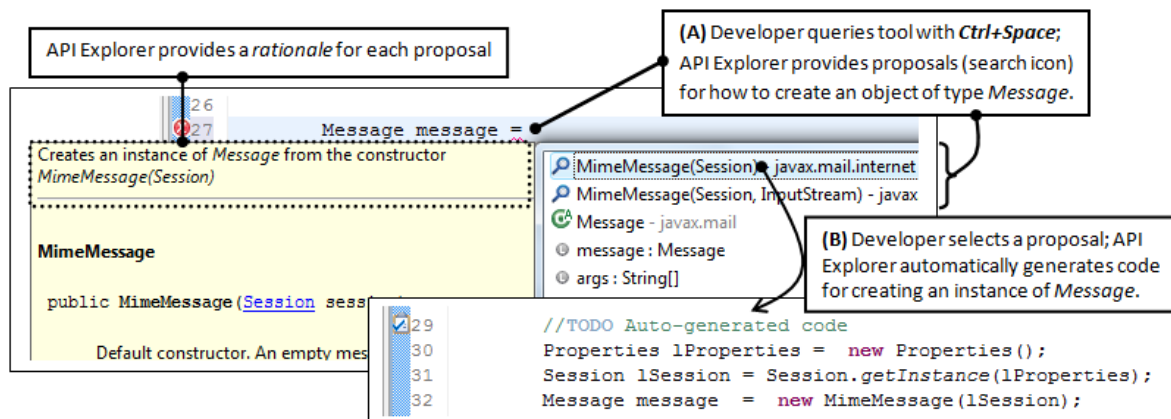 API Explorer provides a rationale for each proposal
(A) Developer queries tool with Ctrl+Space;
API Explorer provides proposals (search icon)
for how to create an object of type Message.
26
27 Message message =
Creates an instance of Message from the constructor
MimeMessage(Session)
MimeMessage
public MimeMessage(Session sess
Default constructor. An empty mes
MimeMessage(Session) - javax.mail.internet
MimeMessage(Session, InputStream) - javax
Message - javax.mail
message : Message
args : String[]
(B) Developer selects a proposal; API
Explorer automatically generates code
for creating an instance of Message.
29 //TODO Auto-generated code
30 Properties lProperties = new Properties();
31 Session lSession = Session.getInstance(lProperties);
32 Message message = new MimeMessage(lSession);